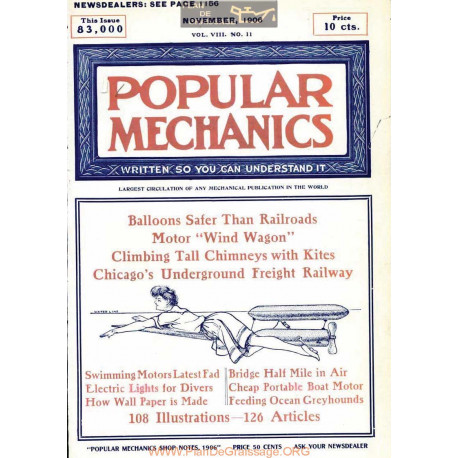 NEWSDEALERS: SEE PAGE 1156
This Issue
83,000
DE
NOVEMBER, 1906
VOL. VIII. NO. 11
Price
10 cts.
POPULAR
MECHANICS
WRITTEN SO YOU CAN UNDERSTAND IT
LARGEST CIRCULATION OF ANY MECHANICAL PUBLICATION IN THE WORLD
Balloons Safer Than Railroads
Motor "Wind Wagon"
Climbing Tall Chimneys with Kites
Chicago's Underground Freight Railway
WATER LINE
Swimming Motors Latest Fad
Electric Lights for Divers
How Wall Paper is Made
Bridge Half Mile in Air
Cheap Portable Boat Motor
Feeding Ocean Greyhounds
108 Illustrations—126 Articles
"POPULAR MECHANICS SHOP NOTES, 1906" PRICE 50 CENTS ASK YOUR NEWSDEALER
www.PlanDeGraissage.ORG